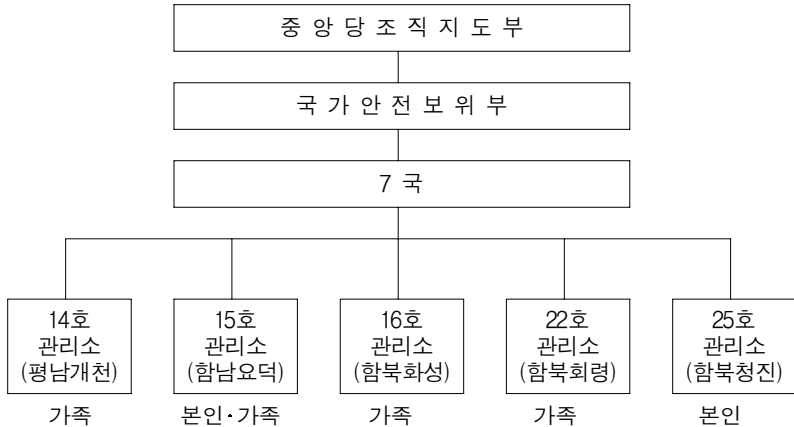 중 앙 당 조 직 지 도 부
국 가 안 전 보 위 부
7 국
14호
관리소
(평남개천)
15호
관리소
(함남요덕)
16호
관리소
(함북화성)
22호
관리소
(함북회령)
25호
관리소
(함북청진)
가족
본인·가족
가족
가족
본인